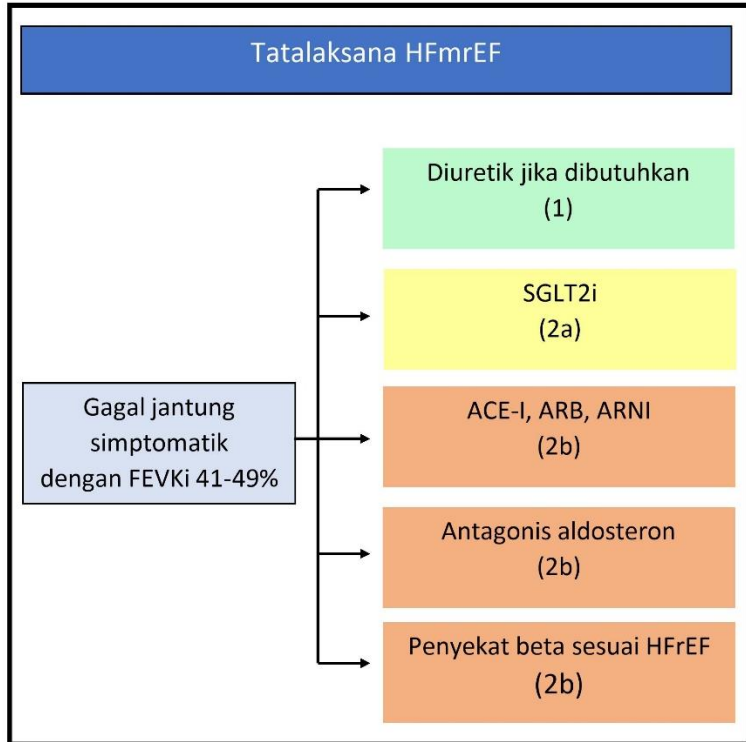 Tatalaksana HFmrEF
Diuretik jika dibutuhkan
(1)
SGLT2i
(2a)
Gagal jantung
simptomatik
dengan FEVKi 41-49%
ACE-I, ARB, ARNI
(2b)
Antagonis aldosteron
(2b)
Penyekat beta sesuai HFrEF
(2b)